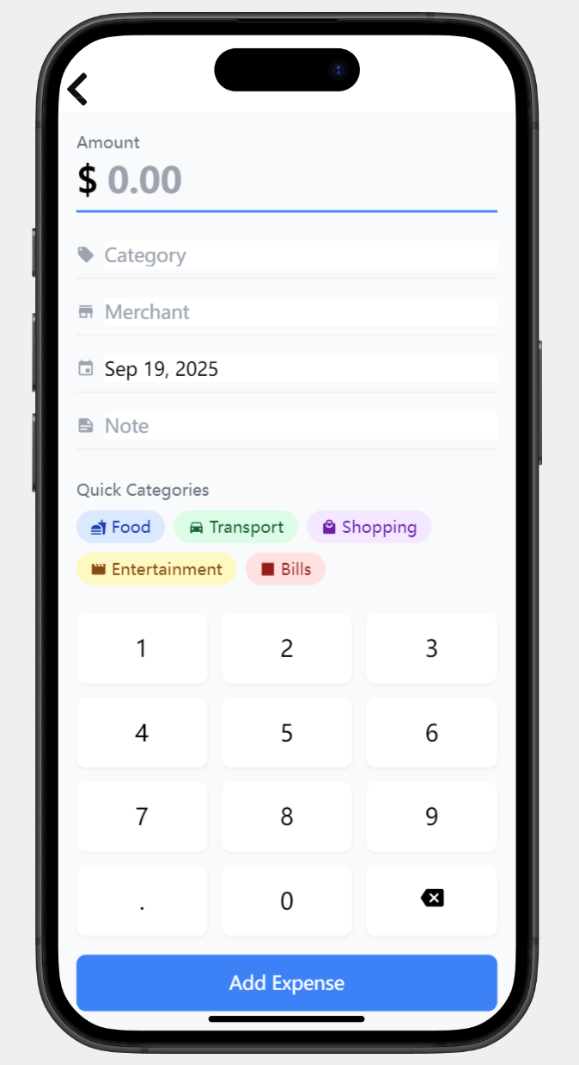 Amount
$ 0.00
Category
Merchant
Sep 19, 2025
Note
Quick Categories
Food Transport Shopping
Entertainment Bills
1 2 3
4 5 6
7 8 9
. 0
Add Expense